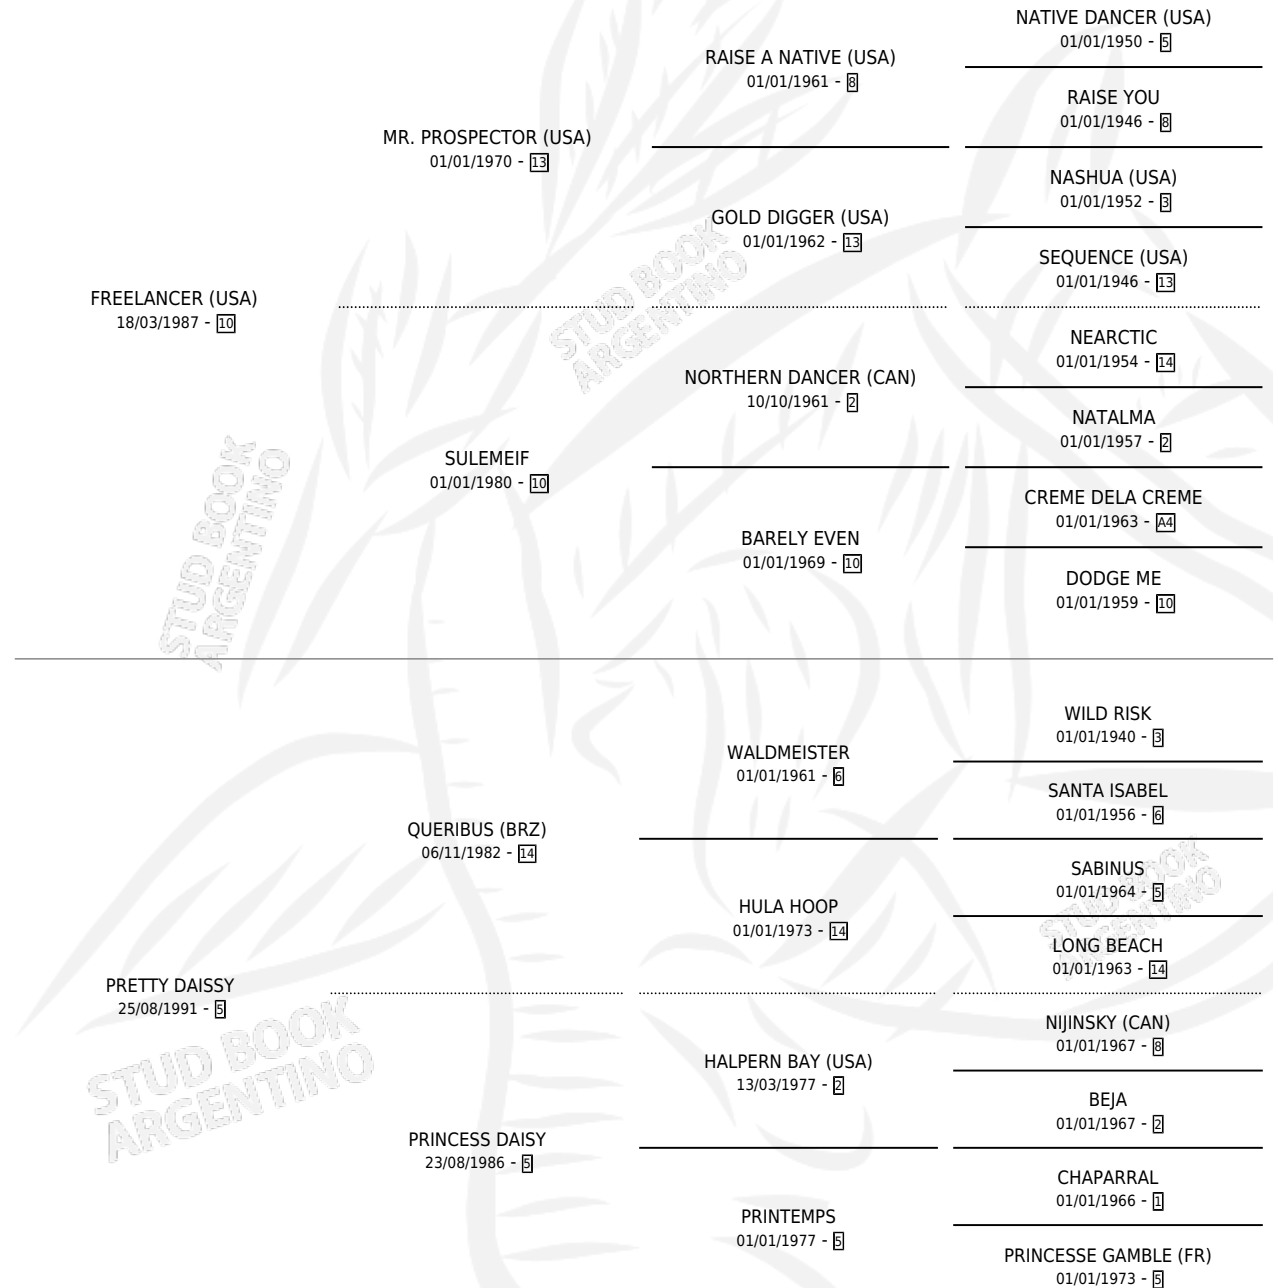 NATIVE DANCER (USA)
01/01/1950 - 5
RAISE A NATIVE (USA)
01/01/1961 - 8
RAISE YOU
01/01/1946 - 8
MR. PROSPECTOR (USA)
01/01/1970 - 13
NASHUA (USA)
01/01/1952 - 3
GOLD DIGGER (USA)
01/01/1962 - 13
SEQUENCE (USA)
01/01/1946 - 13
FREELANCER (USA)
18/03/1987 - 10
NEARCTIC
01/01/1954 - 14
NORTHERN DANCER (CAN)
10/10/1961 - 2
NATALMA
01/01/1957 - 2
SULEMEIF
01/01/1980 - 10
CREME DELA CREME
01/01/1963 - A4
BARELY EVEN
01/01/1969 - 10
DODGE ME
01/01/1959 - 10
STUD BOOK
ARGENTINO
STUD BOOK
ARGENTINO
WILD RISK
01/01/1940 - 3
WALDMEISTER
01/01/1961 - 6
SANTA ISABEL
01/01/1956 - 6
QUERIBUS (BRZ)
06/11/1982 - 14
SABINUS
01/01/1964 - 5
HULA HOOP
01/01/1973 - 14
LONG BEACH
01/01/1963 - 14
PRETTY DAISSY
25/08/1991 - 5
NIJINSKY (CAN)
01/01/1967 - 8
HALPERN BAY (USA)
13/03/1977 - 2
BEJA
01/01/1967 - 2
PRINCESS DAISY
23/08/1986 - 5
CHAPARRAL
01/01/1966 - 1
PRINTEMPS
01/01/1977 - 5
PRINCESSE GAMBLE (FR)
01/01/1973 - 5
STUD BOOK
ARGENTINO
STUD BOOK
ARGENTINO